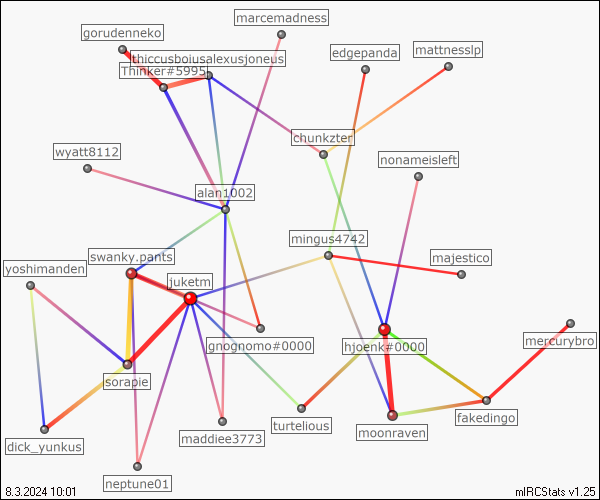 marcemadness
gorudenneko
edgepanda
mattnesslp
thiccusboiusalexusjoneus
Thinker#5995
chunkzter
wyatt8112
nonameisleft
alan1002
mingus4742
swanky.pants
majestico
yoshimanden
juketm
gnognomo#0000
hjoenk#0000
mercurybro
sorapie
turtelious
fakedingo
moonraven
maddiee3773
dick_yunkus
neptune01
8.3.2024 10:01
mIRCStats v1.25